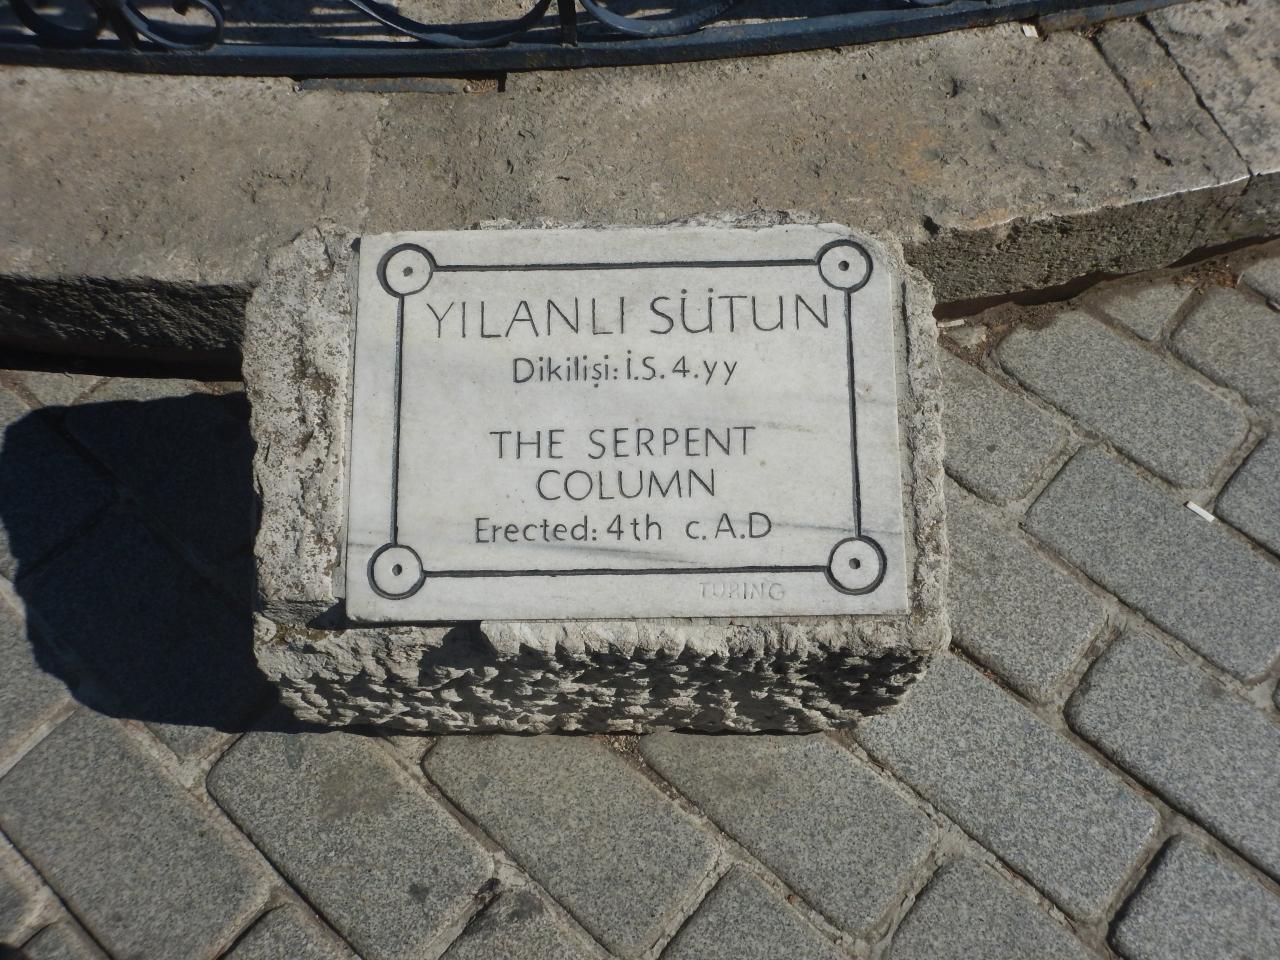 YILANLI SÜTUN
Dikilişi: İ.S. 4.yy
THE SERPENT
COLUMN
Erected: 4th c. A.D
TURING